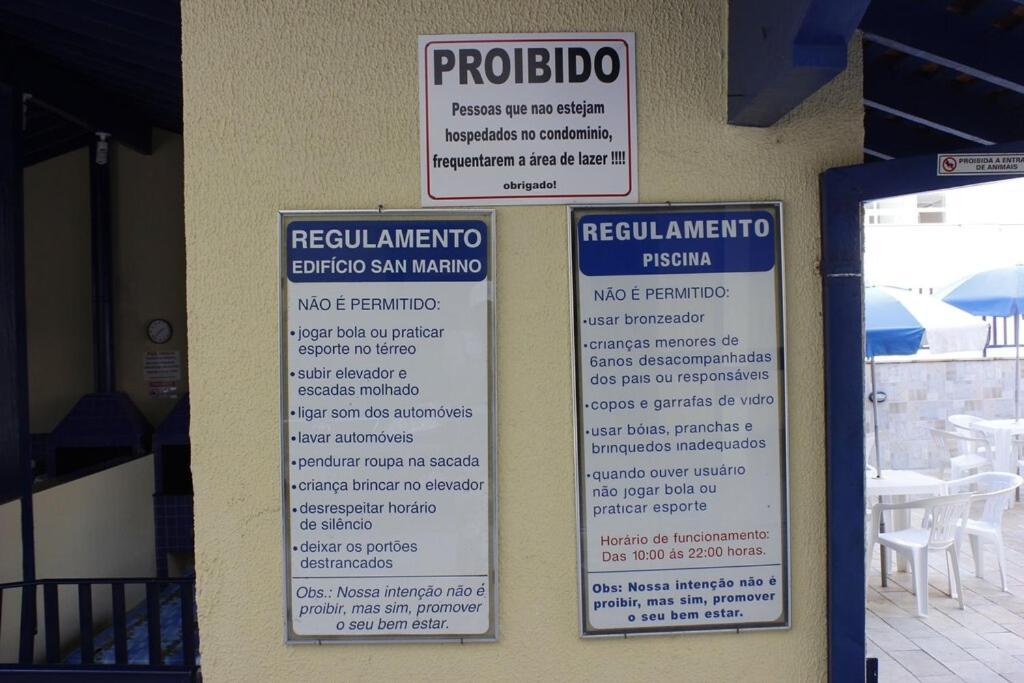 PROIBIDO
Pessoas que nao estejam
hospedados no condominio,
frequentarem a área de lazer !!!!
obrigado!
REGULAMENTO
EDIFÍCIO SAN MARINO
NÃO É PERMITIDO:
•jogar bola ou praticar
esporte no térreo
•subir elevador e
escadas molhado
•ligar som dos automóveis
•lavar automóveis
•pendurar roupa na sacada
•criança brincar no elevador
•desrespeitar horário
de silêncio
•deixar os portões
destrancados
Obs.: Nossa intenção não é
proibir, mas sim, promover
o seu bem estar.
REGULAMENTO
PISCINA
NÃO É PERMITIDO:
•usar bronzeador
•crianças menores de
6anos desacompanhadas
dos pais ou responsáveis
•copos e garrafas de vidro
•usar bóias, pranchas e
brinquedos inadequados
•quando ouver usuário
não jogar bola ou
praticar esporte
Horário de funcionamento:
Das 10:00 ás 22:00 horas.
Obs: Nossa intenção não é
proibir, mas sim, promover
o seu bem estar.
PROIBIDA A ENTRA
DE ANIMAIS